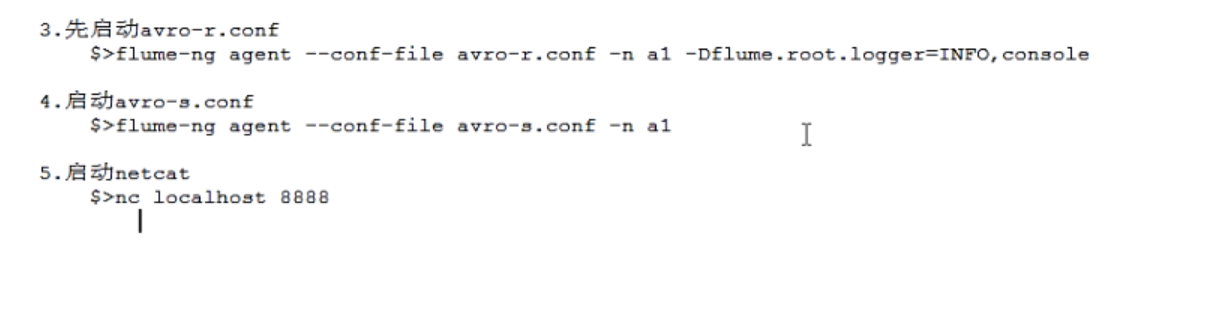 3.先启动avro-r.conf
$>flume-ng agent --conf-file avro-r.conf -n a1 -Dflume.root.logger=INFO,console
4.启动avro-s.conf
$>flume-ng agent --conf-file avro-s.conf -n a1
5.启动netcat
$>nc localhost 8888